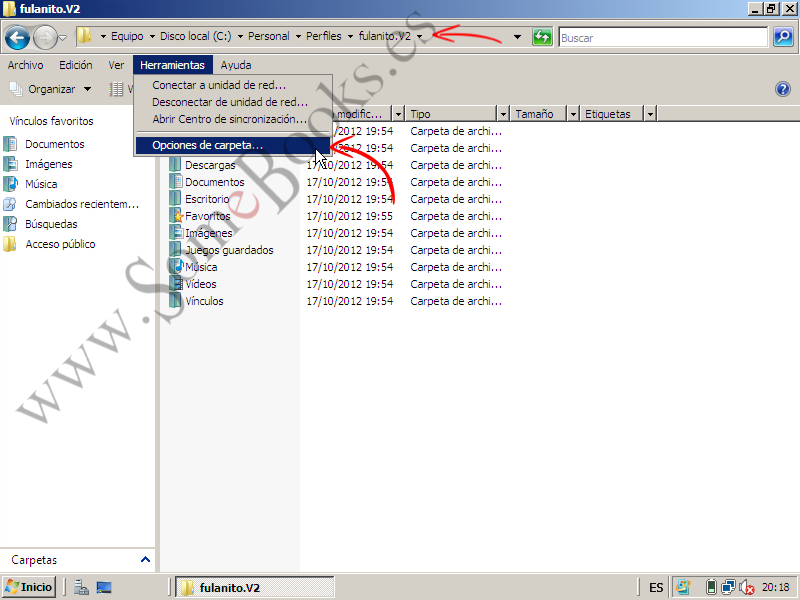 fulanito.V2
Equipo Disco local (C:) Personal Perfiles fulanito.V2 Buscar
Archivo Edición Ver Herramientas Ayuda
Organizar V
Conectar a unidad de red...
Desconectar de unidad de red...
Abrir Centro de sincronización...
Opciones de carpeta...
Vínculos favoritos
Documentos
Imágenes
Música
Cambiados recientem...
Búsquedas
Acceso público
modific... Tipo Tamaño Etiquetas
/2012 19:54 Carpeta de archi...
/2012 19:54 Carpeta de archi...
Descargas 17/10/2012 19:54 Carpeta de archi...
Documentos 17/10/2012 19:54 Carpeta de archi...
Escritorio 17/10/2012 19:54 Carpeta de archi...
Favoritos 17/10/2012 19:55 Carpeta de archi...
Imágenes 17/10/2012 19:54 Carpeta de archi...
Juegos guardados 17/10/2012 19:54 Carpeta de archi...
Música 17/10/2012 19:54 Carpeta de archi...
Vídeos 17/10/2012 19:54 Carpeta de archi...
Vínculos 17/10/2012 19:54 Carpeta de archi...
www.SomeBooks.es
Carpetas
Inicio fulanito.V2 ES 20:18